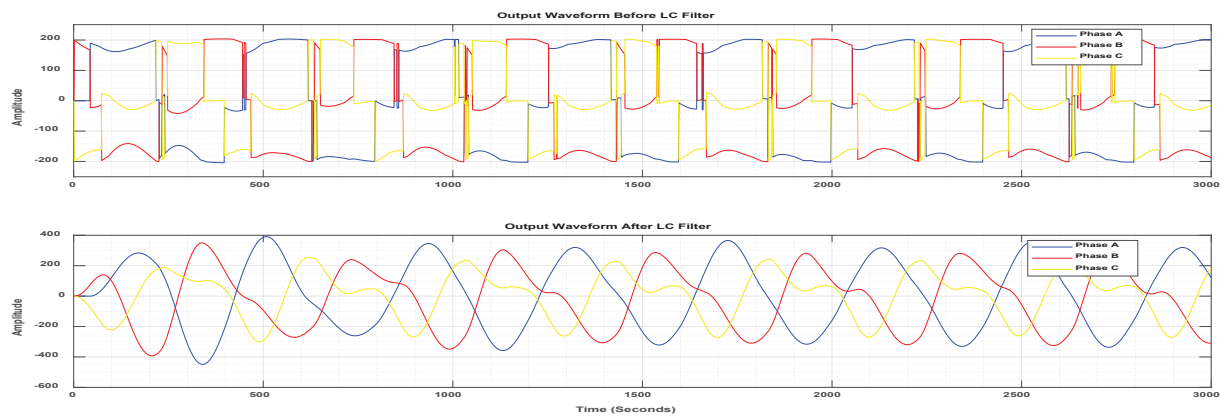 Output Waveform Before LC Filter
200
100
0
-100
-200
Amplitude
Phase A
Phase B
Phase C
0 500 1000 1500 2000 2500 3000
Output Waveform After LC Filter
400
200
0
-200
-400
-600
Amplitude
Phase A
Phase B
Phase C
0 500 1000 1500 2000 2500 3000
Time (Seconds)